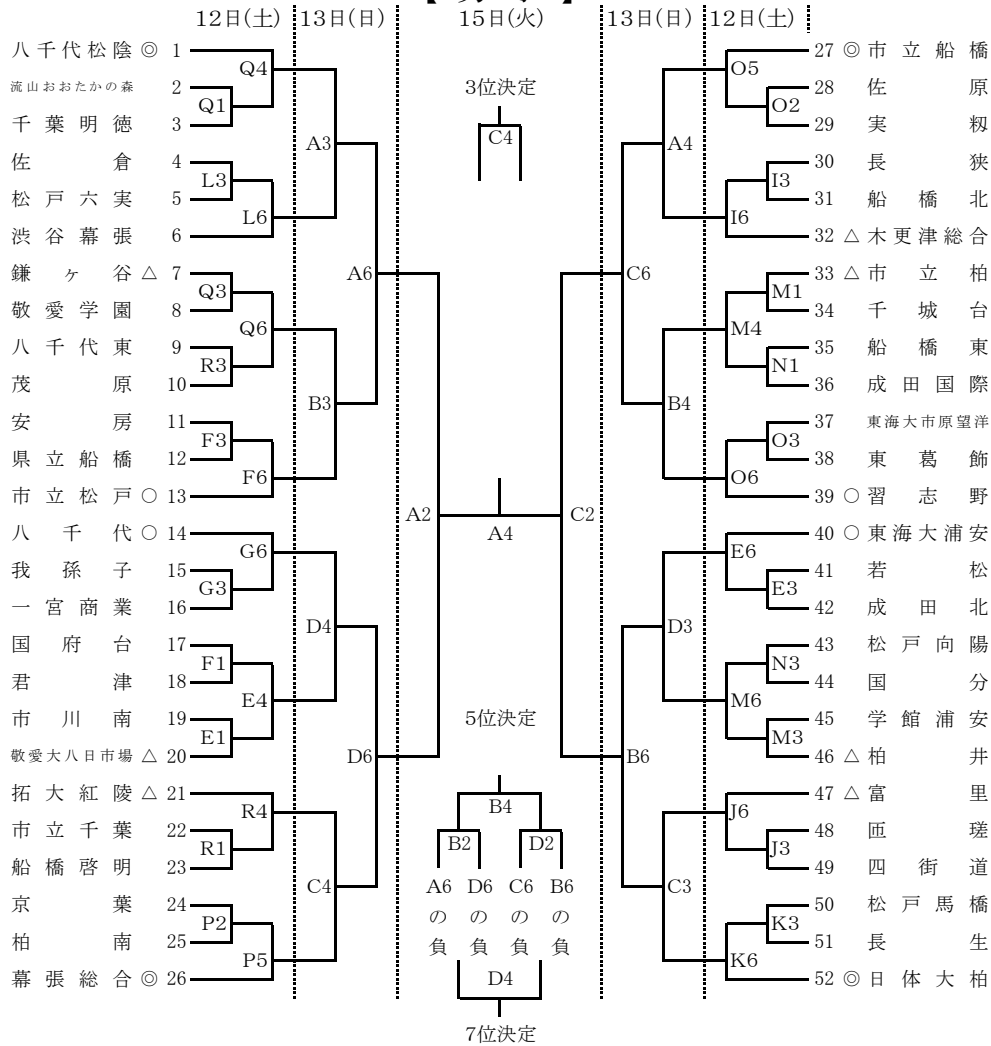 12日(土) 13日(日) 15日(火) 13日(日) 12日(土)
八千代松陰 ◎ 1
流山おおたかの森 2
千葉明徳 3
佐倉 4
松戸六実 5
渋谷幕張 6
鎌ヶ谷 △ 7
敬愛学園 8
八千代東 9
茂原 10
安房 11
県立船橋 12
市立松戸 ○ 13
八千代 ○ 14
我孫子 15
一宮商業 16
国府台 17
君津 18
市川南 19
敬愛大八日市場 △ 20
拓大紅陵 △ 21
市立千葉 22
船橋啓明 23
京葉 24
柏南 25
幕張総合 ◎ 26
Q4
Q1
L3
L6
Q3
Q6
R3
F3
F6
G6
G3
F1
E4
E1
R4
R1
P2
P5
A3
B3
D4
C4
A6
D6
A2
3位決定
C4
A4
5位決定
B4
B2 D2
A6の負 D6の負 C6の負 B6の負
D4
7位決定
C2
C6
B6
A4
B4
D3
C3
O5
O2
I3
I6
M1
M4
N1
O3
O6
E6
E3
N3
M6
M3
J6
J3
K3
K6
27 ◎ 市立船橋
28 佐原
29 実籾
30 長狭
31 船橋北
32 △ 木更津総合
33 △ 市立柏
34 千城台
35 船橋東
36 成田国際
37 東海大市原望洋
38 東葛飾
39 ○ 習志野
40 ○ 東海大浦安
41 若松
42 成田北
43 松戸向陽
44 国分
45 学館浦安
46 △ 柏井
47 △ 富里
48 匝瑳
49 四街道
50 松戸馬橋
51 長生
52 ◎ 日体大柏